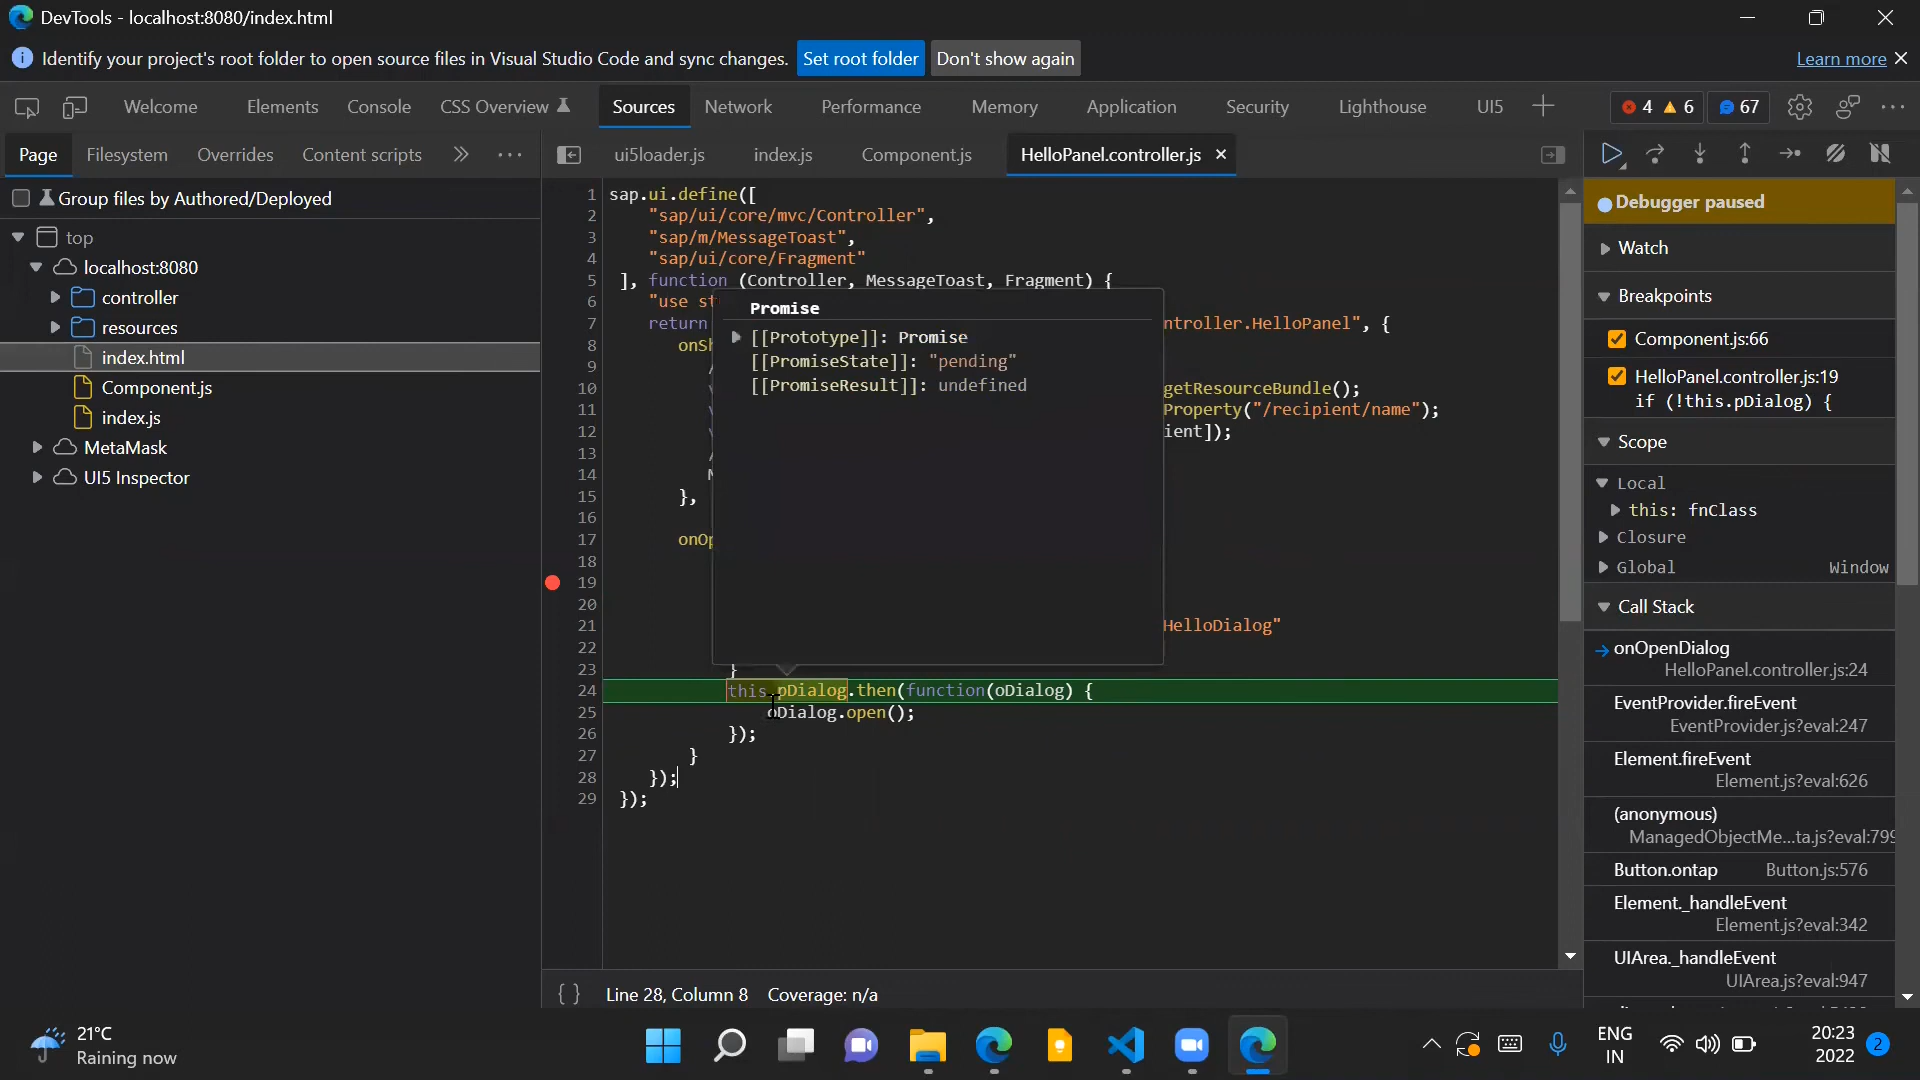 DevTools - localhost:8080/index.html
Identify your project's root folder to open source files in Visual Studio Code and sync changes. Set root folder Don't show again Learn more
Welcome Elements Console CSS Overview Sources Network Performance Memory Application Security Lighthouse UI5 4 6 67
Page Filesystem Overrides Content scripts
ui5loader.js index.js Component.js HelloPanel.controller.js
Group files by Authored/Deployed
top
localhost:8080
controller
resources
index.html
Component.js
index.js
MetaMask
UI5 Inspector
1 sap.ui.define([
2 "sap/ui/core/mvc/Controller",
3 "sap/m/MessageToast",
4 "sap/ui/core/Fragment"
5 ], function (Controller, MessageToast, Fragment) {
6 "use st
7 return ntroller.HelloPanel", {
8 onSh
9 /
10 getResourceBundle();
11 Property("/recipient/name");
12 ient]);
13 /
14 M
15 },
16
17 onOp
18
19
20
21 HelloDialog"
22
23 }
24 this.pDialog.then(function(oDialog) {
25 oDialog.open();
26 });
27 }
28 });
29 });
Promise
[[Prototype]]: Promise
[[PromiseState]]: "pending"
[[PromiseResult]]: undefined
{ } Line 28, Column 8 Coverage: n/a
Debugger paused
Watch
Breakpoints
Component.js:66
HelloPanel.controller.js:19
if (!this.pDialog) {
Scope
Local
this: fnClass
Closure
Global Window
Call Stack
onOpenDialog
HelloPanel.controller.js:24
EventProvider.fireEvent
EventProvider.js?eval:247
Element.fireEvent
Element.js?eval:626
(anonymous)
ManagedObjectMe…ta.js?eval:799
Button.ontap Button.js:576
Element._handleEvent
Element.js?eval:342
UIArea._handleEvent
UIArea.js?eval:947
21°C
Raining now
ENG
IN
20:23
2022
2